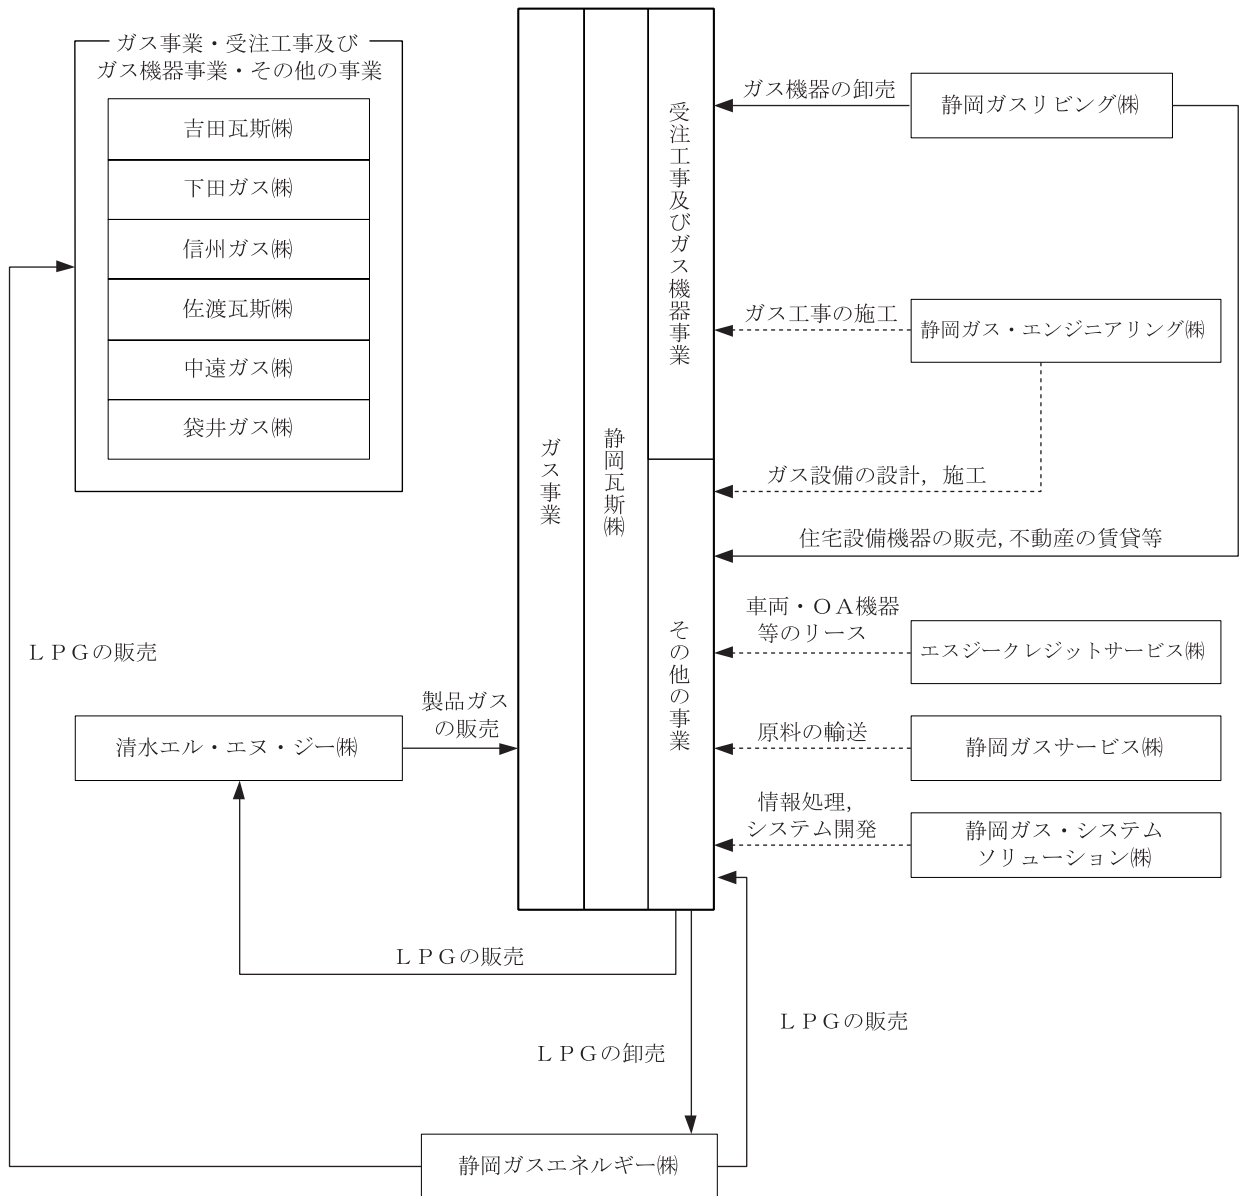 ガス事業・受注工事及び
ガス機器事業・その他の事業
吉田瓦斯㈱
下田ガス㈱
信州ガス㈱
佐渡瓦斯㈱
中遠ガス㈱
袋井ガス㈱
ガス事業
静岡瓦斯㈱
受注工事及びガス機器事業
その他の事業
ガス機器の卸売
静岡ガスリビング㈱
ガス工事の施工
静岡ガス・エンジニアリング㈱
ガス設備の設計，施工
住宅設備機器の販売，不動産の賃貸等
車両・ＯＡ機器
等のリース
エスジークレジットサービス㈱
ＬＰＧの販売
製品ガス
の販売
清水エル・エヌ・ジー㈱
原料の輸送
静岡ガスサービス㈱
情報処理，
システム開発
静岡ガス・システム
ソリューション㈱
ＬＰＧの販売
ＬＰＧの販売
ＬＰＧの卸売
静岡ガスエネルギー㈱